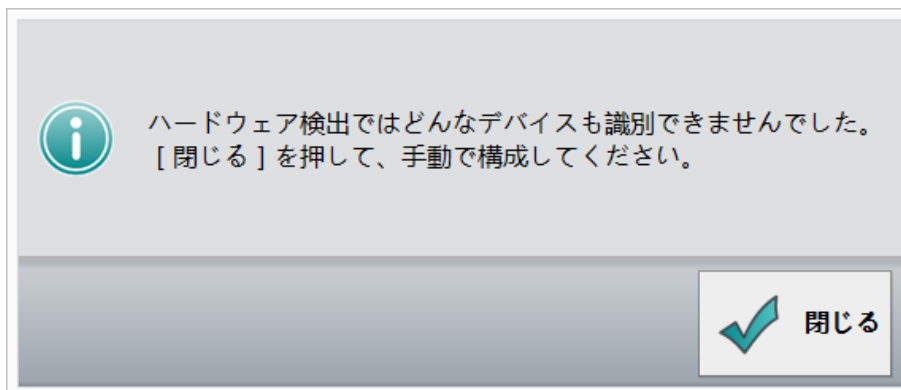 ハードウェア検出ではどんなデバイスも識別できませんでした。
[ 閉じる ] を押して、手動で構成してください。
閉じる